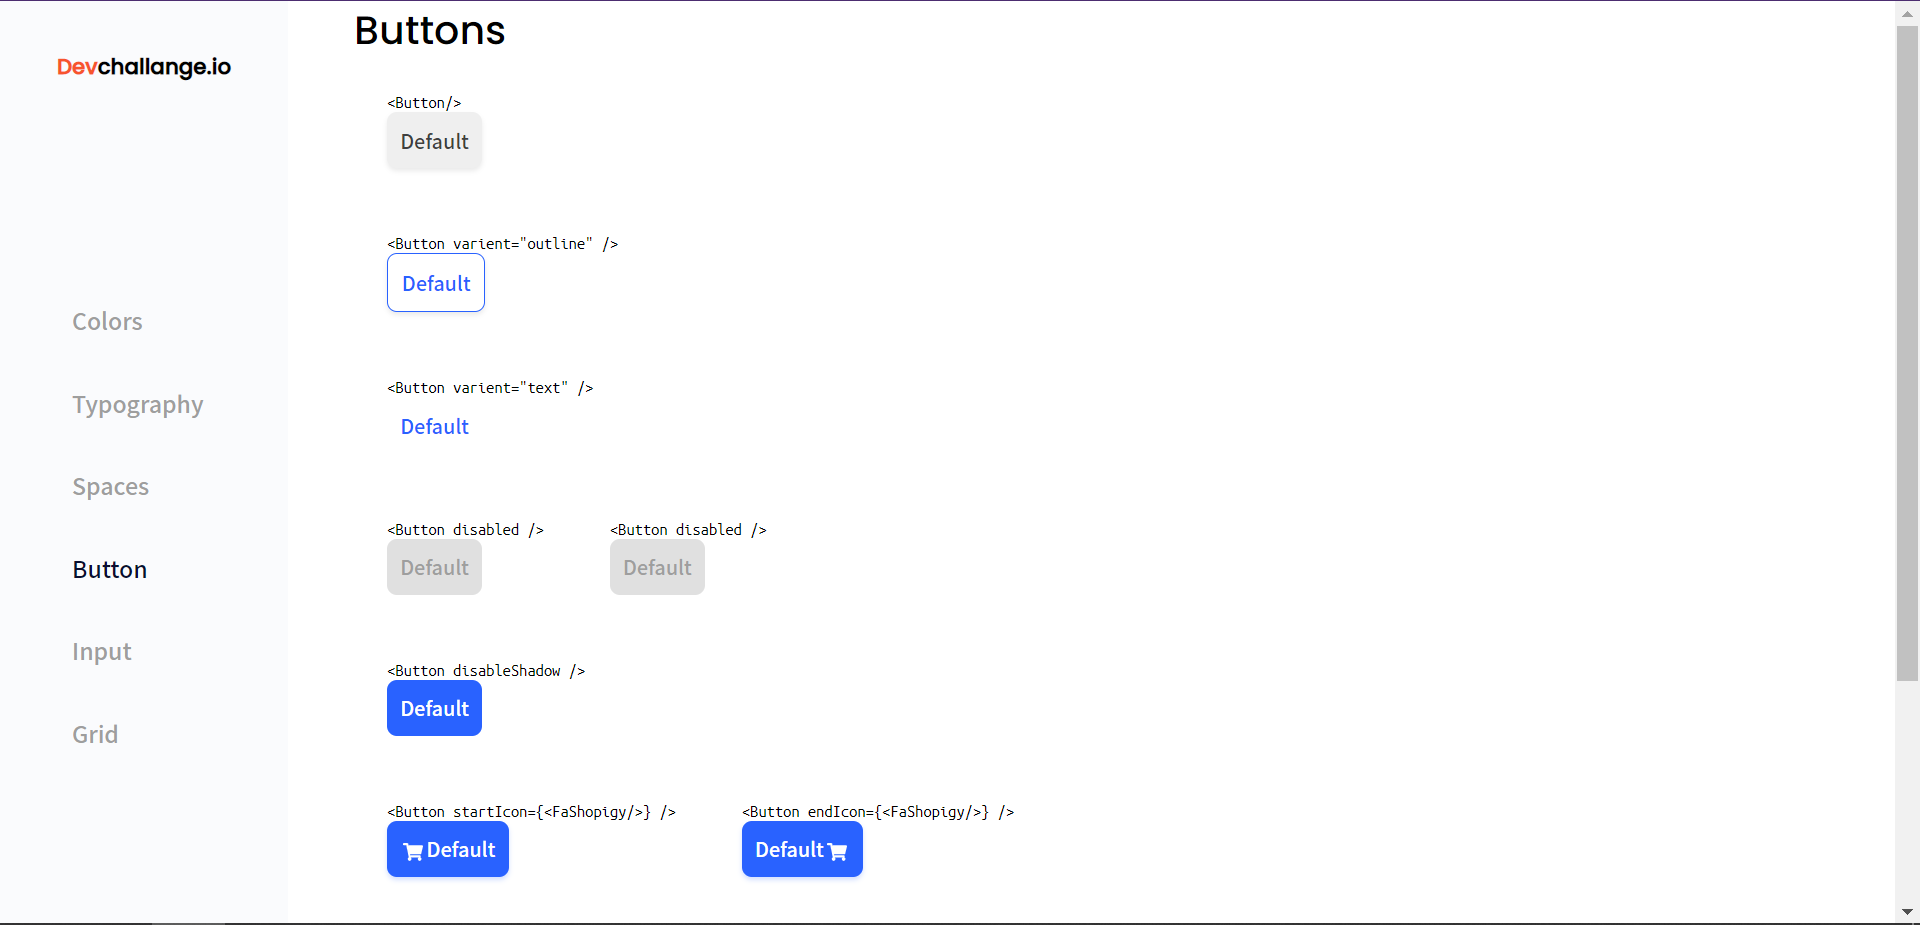 Devchallange.io
Colors
Typography
Spaces
Button
Input
Grid
Buttons
<Button/>
Default
<Button varient="outline" />
Default
<Button varient="text" />
Default
<Button disabled />
Default
<Button disabled />
Default
<Button disableShadow />
Default
<Button startIcon={<FaShopigy/>} />
Default
<Button endIcon={<FaShopigy/>} />
Default